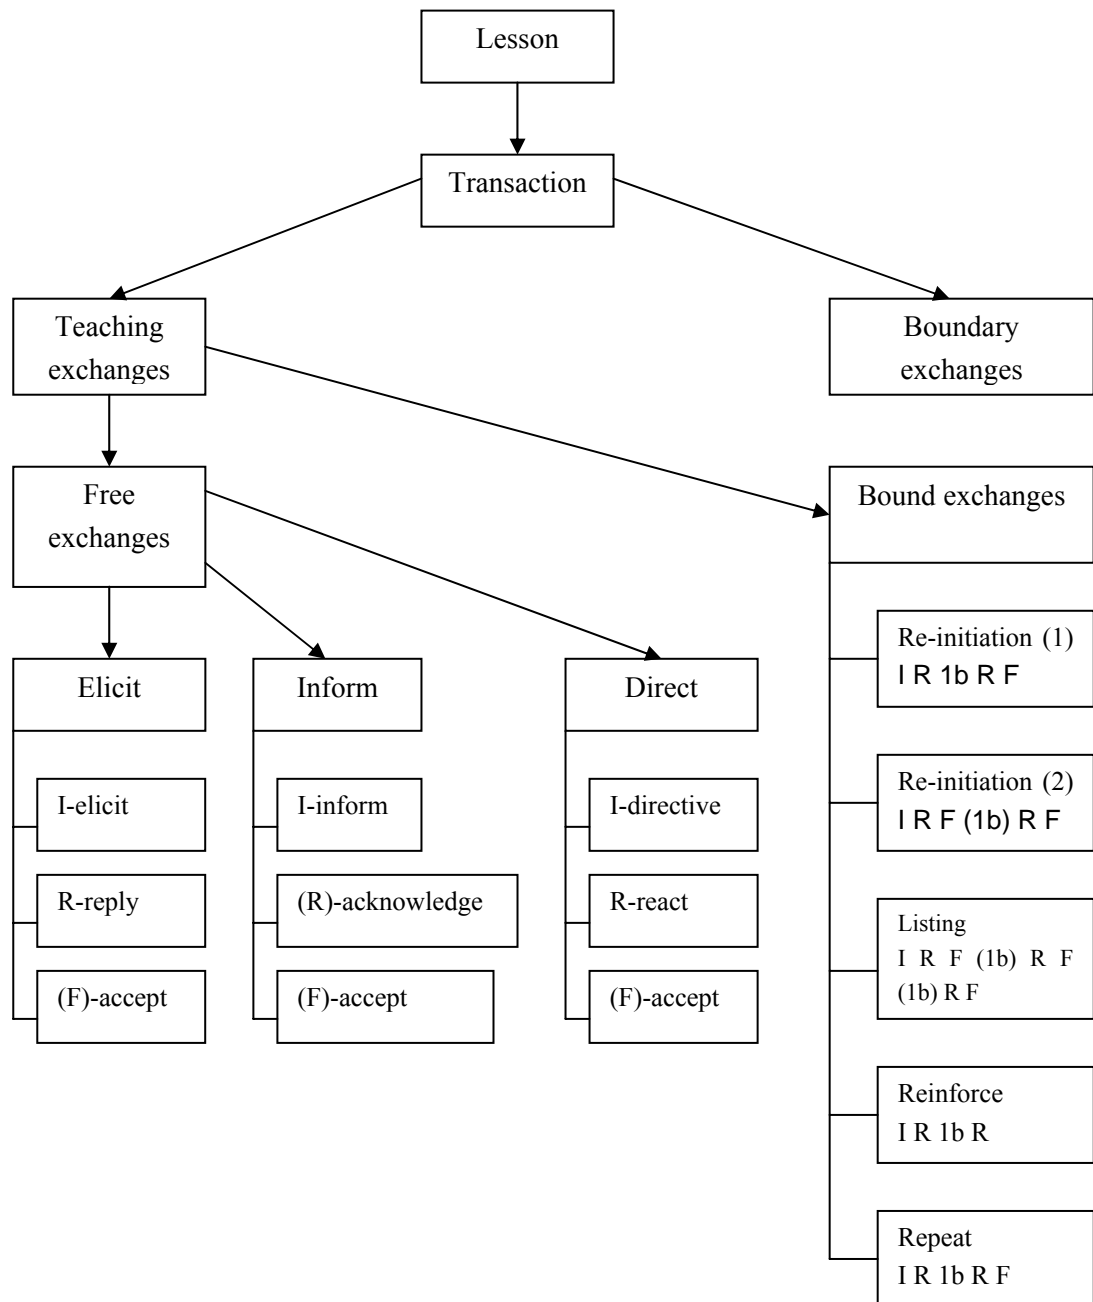 Lesson
Transaction
Teaching
exchanges
Boundary
exchanges
Free
exchanges
Bound exchanges
Elicit
Inform
Direct
I-elicit
R-reply
(F)-accept
I-inform
(R)-acknowledge
(F)-accept
I-directive
R-react
(F)-accept
Re-initiation (1)
I R 1b R F
Re-initiation (2)
I R F (1b) R F
Listing
I R F (1b) R F
(1b) R F
Reinforce
I R 1b R
Repeat
I R 1b R F